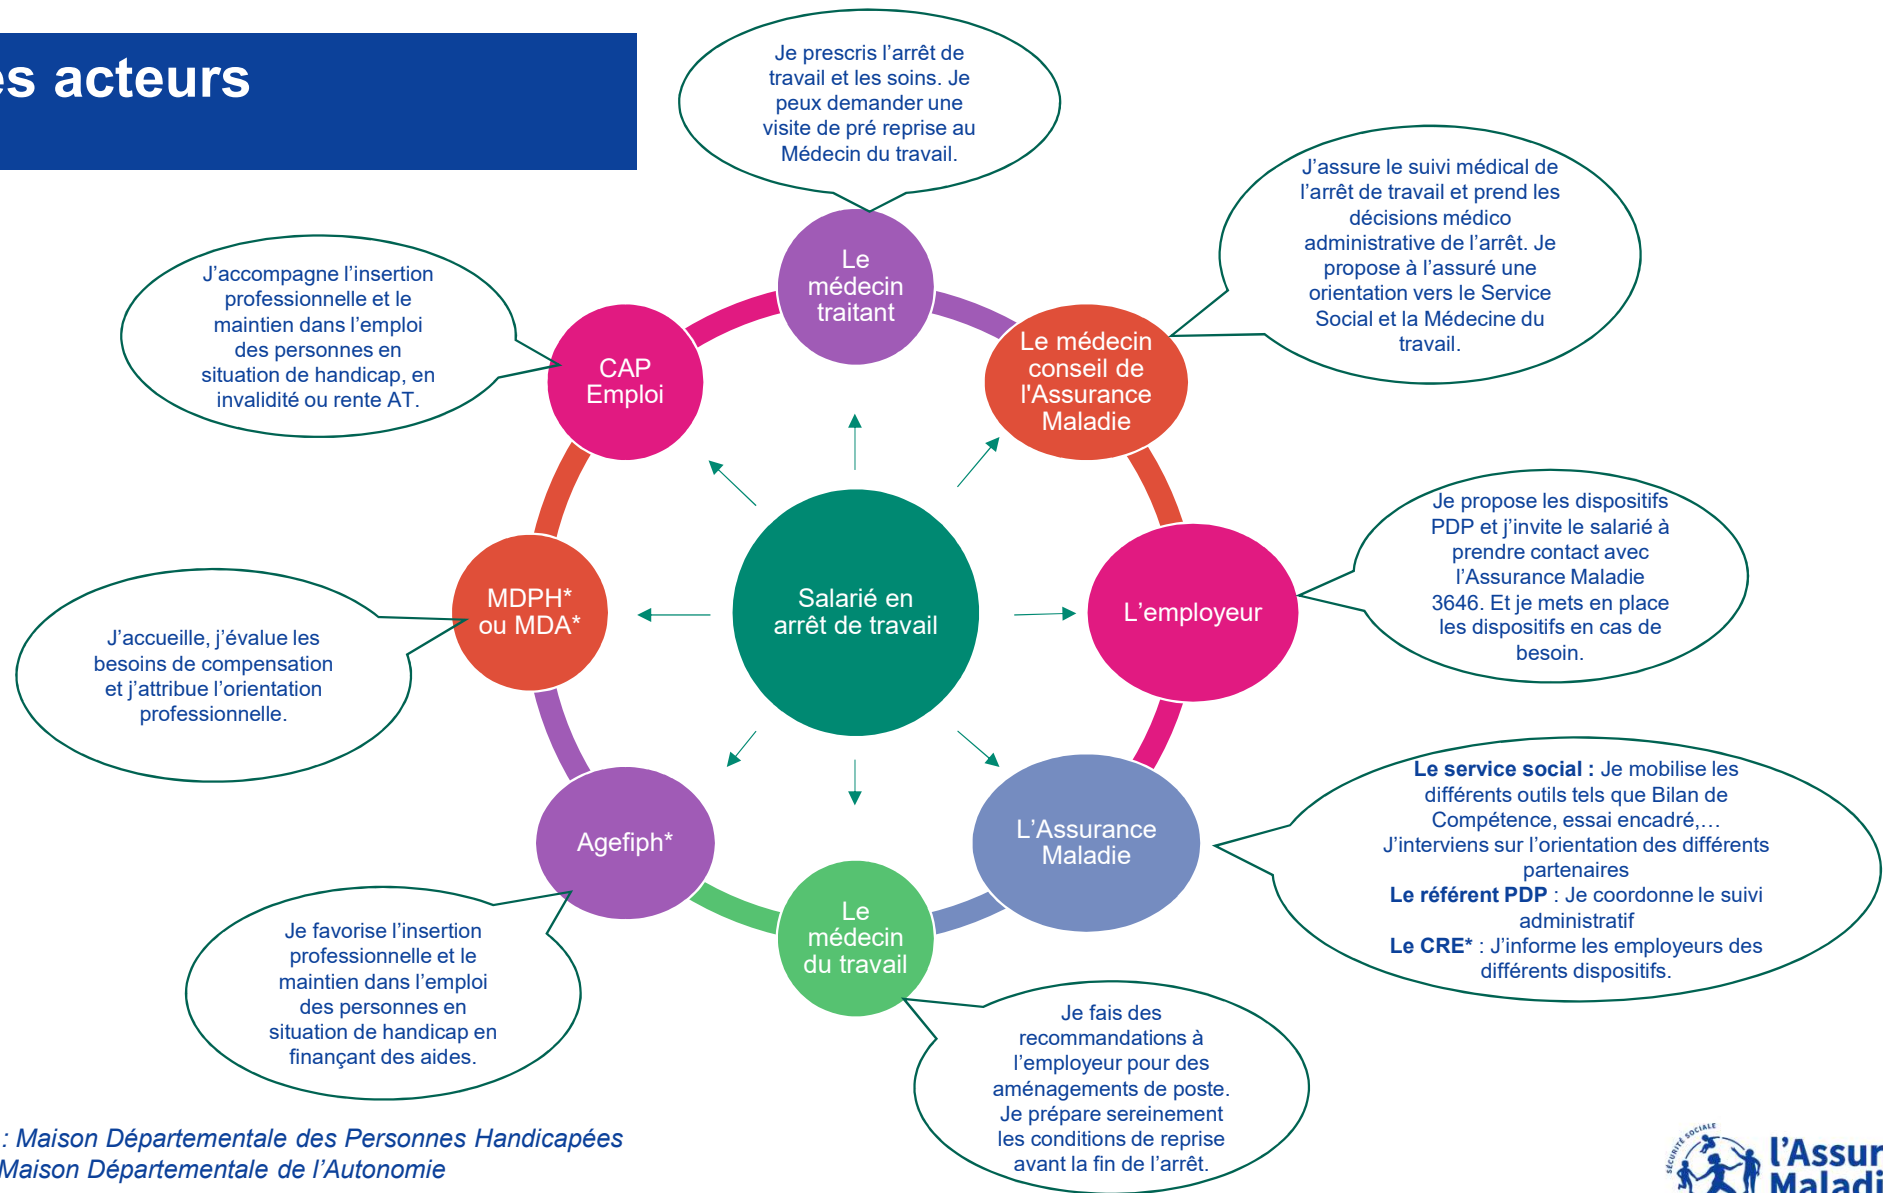 es acteurs
Je prescris l’arrêt de
travail et les soins. Je
peux demander une
visite de pré reprise au
Médecin du travail.
J’assure le suivi médical de
l’arrêt de travail et prend les
décisions médico
administrative de l’arrêt. Je
propose à l’assuré une
orientation vers le Service
Social et la Médecine du
travail.
J’accompagne l’insertion
professionnelle et le
maintien dans l’emploi
des personnes en
situation de handicap, en
invalidité ou rente AT.
Le
médecin
traitant
Le médecin
conseil de
l'Assurance
Maladie
CAP
Emploi
Je propose les dispositifs
PDP et j’invite le salarié à
prendre contact avec
l’Assurance Maladie
3646. Et je mets en place
les dispositifs en cas de
besoin.
MDPH*
ou MDA*
Salarié en
arrêt de travail
L’employeur
J’accueille, j’évalue les
besoins de compensation
et j’attribue l’orientation
professionnelle.
Agefiph*
L’Assurance
Maladie
Le service social : Je mobilise les
différents outils tels que Bilan de
Compétence, essai encadré,…
J’interviens sur l’orientation des différents
partenaires
Le référent PDP : Je coordonne le suivi
administratif
Le CRE* : J’informe les employeurs des
différents dispositifs.
Le
médecin
du travail
Je favorise l’insertion
professionnelle et le
maintien dans l’emploi
des personnes en
situation de handicap en
finançant des aides.
Je fais des
recommandations à
l’employeur pour des
aménagements de poste.
Je prépare sereinement
les conditions de reprise
avant la fin de l’arrêt.
: Maison Départementale des Personnes Handicapées
Maison Départementale de l’Autonomie
SÉCURITÉ SOCIALE
l’Assur
Maladi